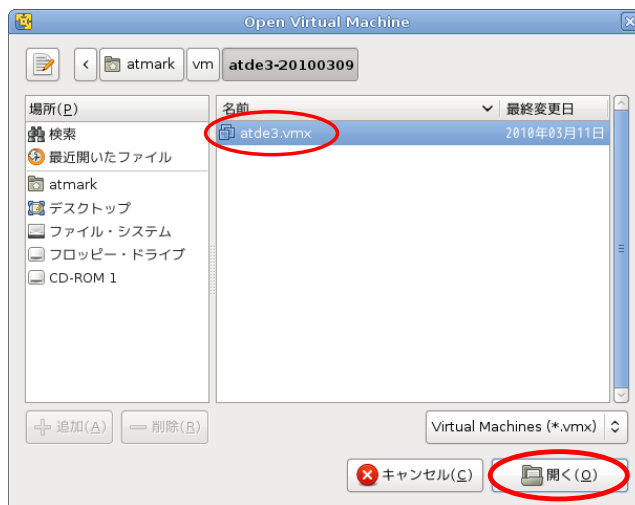 Open Virtual Machine
atmark vm atde3-20100309
場所(P) 名前 最終変更日
検索 atde3.vmx 2010年03月11日
最近開いたファイル
atmark
デスクトップ
ファイル・システム
フロッピー・ドライブ
CD-ROM 1
追加(A) 削除(R) Virtual Machines (*.vmx)
キャンセル(C) 開く(O)